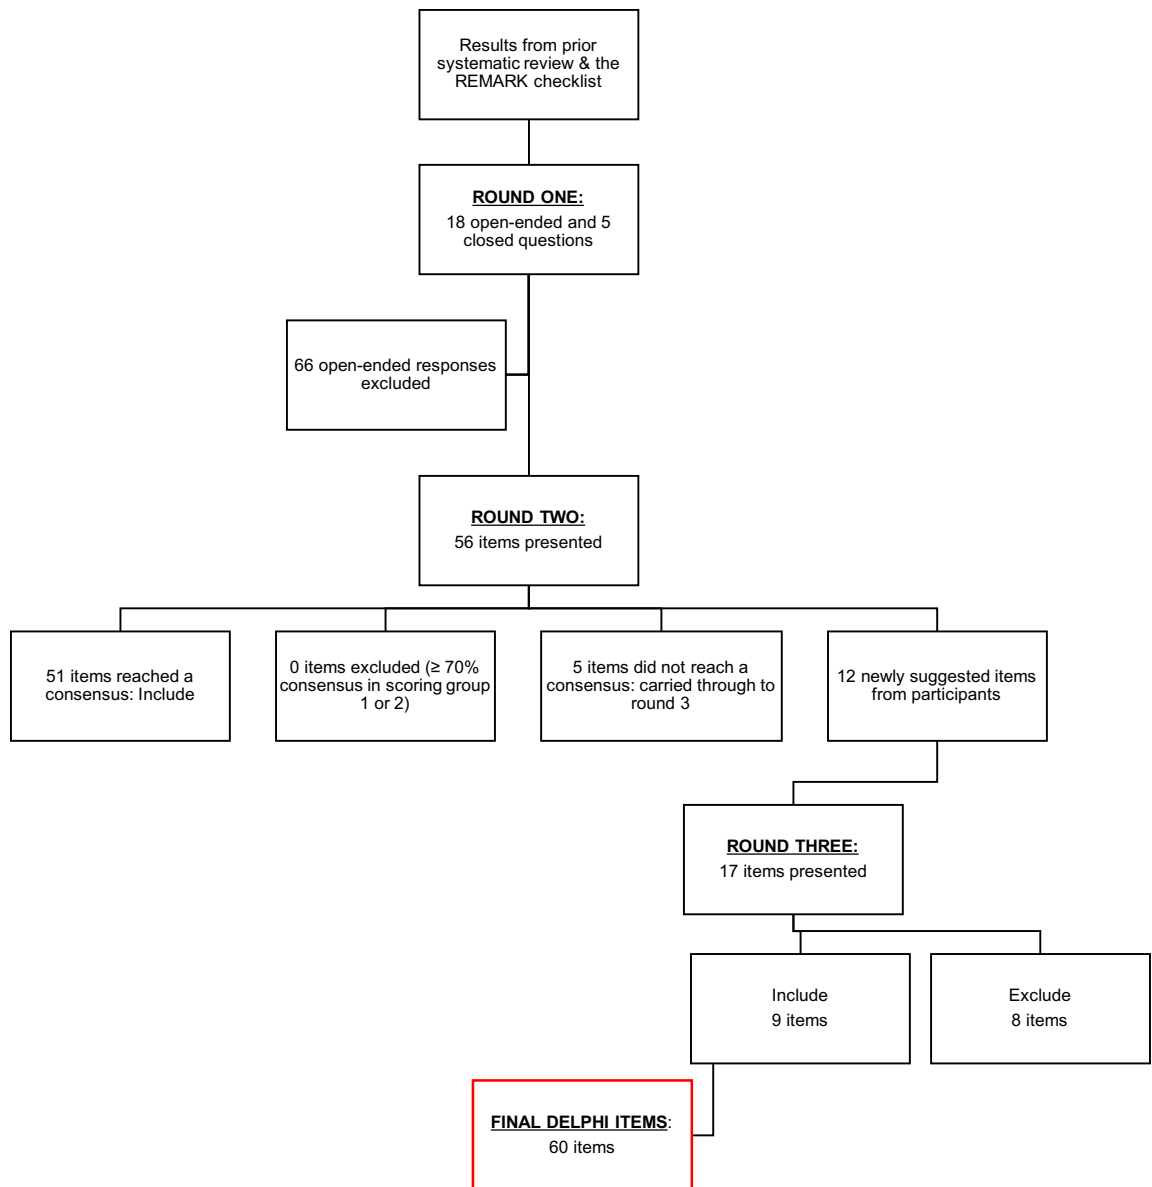 Results from prior
systematic review & the
REMARK checklist
ROUND ONE:
18 open-ended and 5
closed questions
66 open-ended responses
excluded
ROUND TWO:
56 items presented
51 items reached a
consensus: Include
0 items excluded (≥ 70%
consensus in scoring group
1 or 2)
5 items did not reach a
consensus: carried through to
round 3
12 newly suggested items
from participants
ROUND THREE:
17 items presented
Include
9 items
Exclude
8 items
FINAL DELPHI ITEMS:
60 items